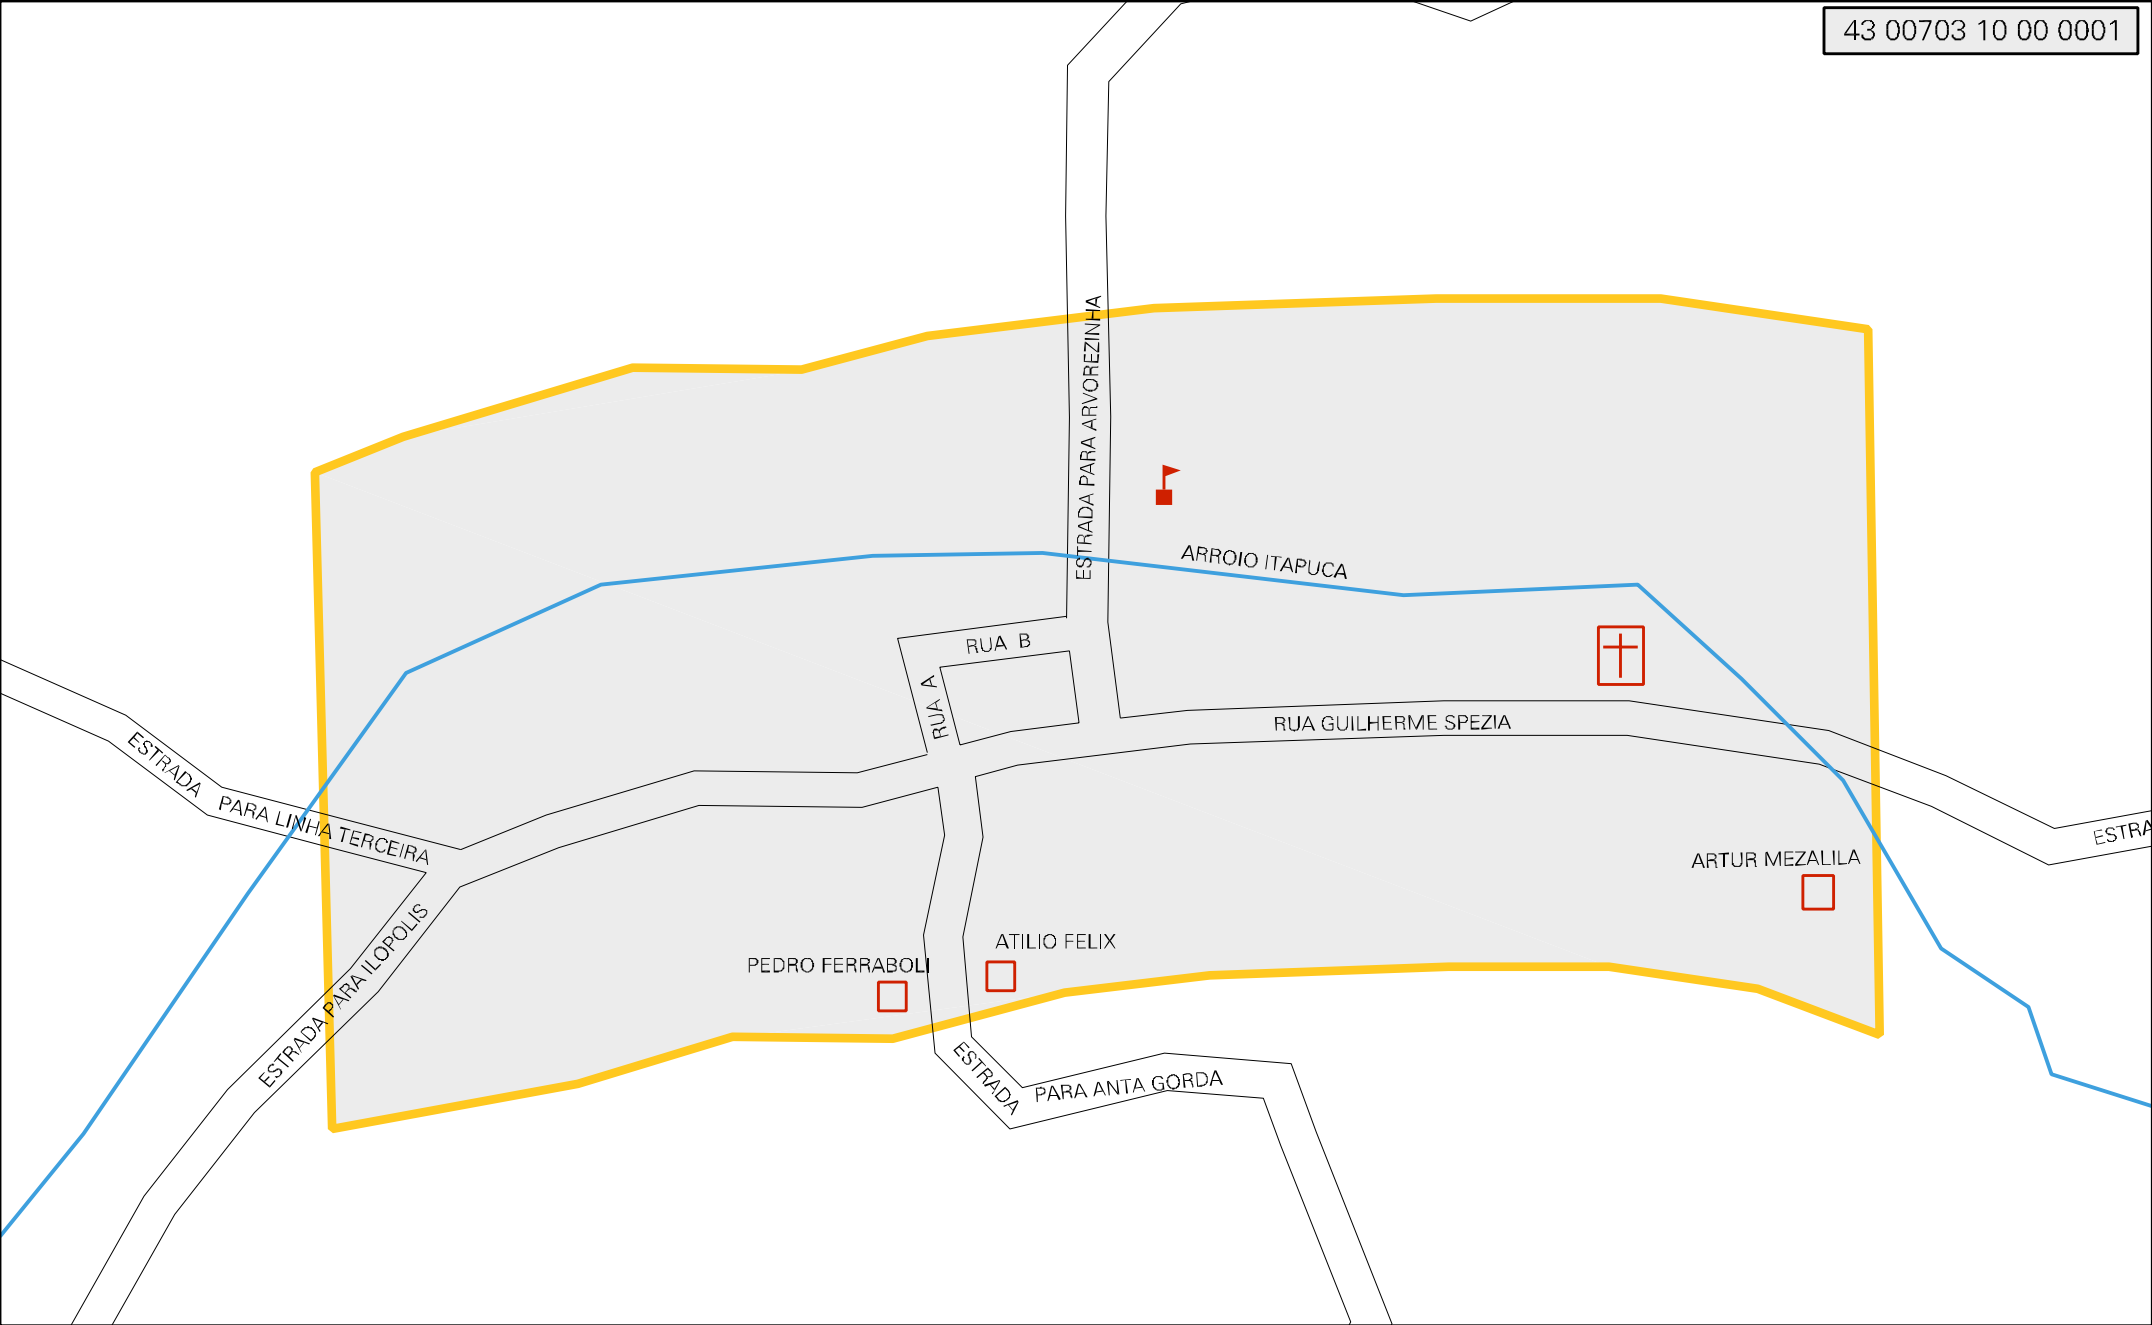 43 00703 10 00 0001
ESTRADA PARA ARVOREZINHA
ARROIO ITAPUCA
RUA B
RUA A
RUA GUILHERME SPEZIA
ESTRADA PARA LINHA TERCEIRA
ESTRADA PARA ILOPOLIS
ESTRA
ARTUR MEZALILA
ATILIO FELIX
PEDRO FERRABOLI
ESTRADA PARA ANTA GORDA